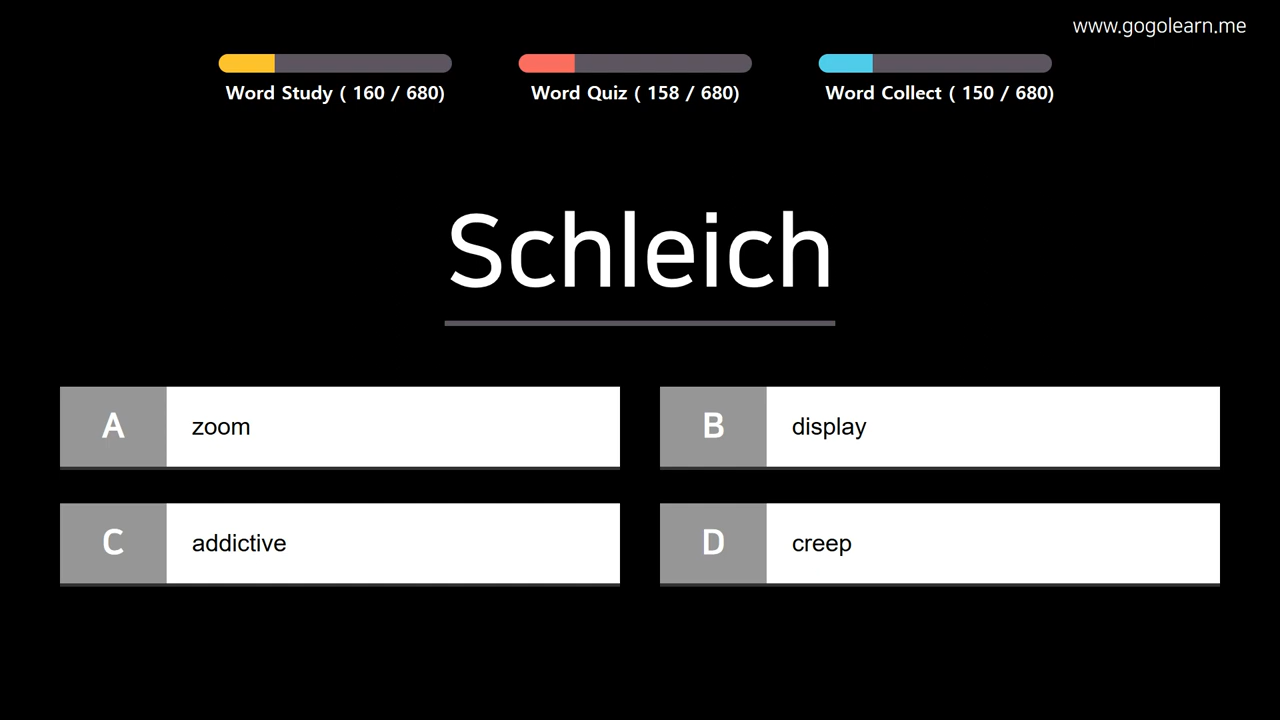 www.gogolearn.me
Word Study ( 160 / 680)
Word Quiz ( 158 / 680)
Word Collect ( 150 / 680)
Schleich
A zoom
B display
C addictive
D creep